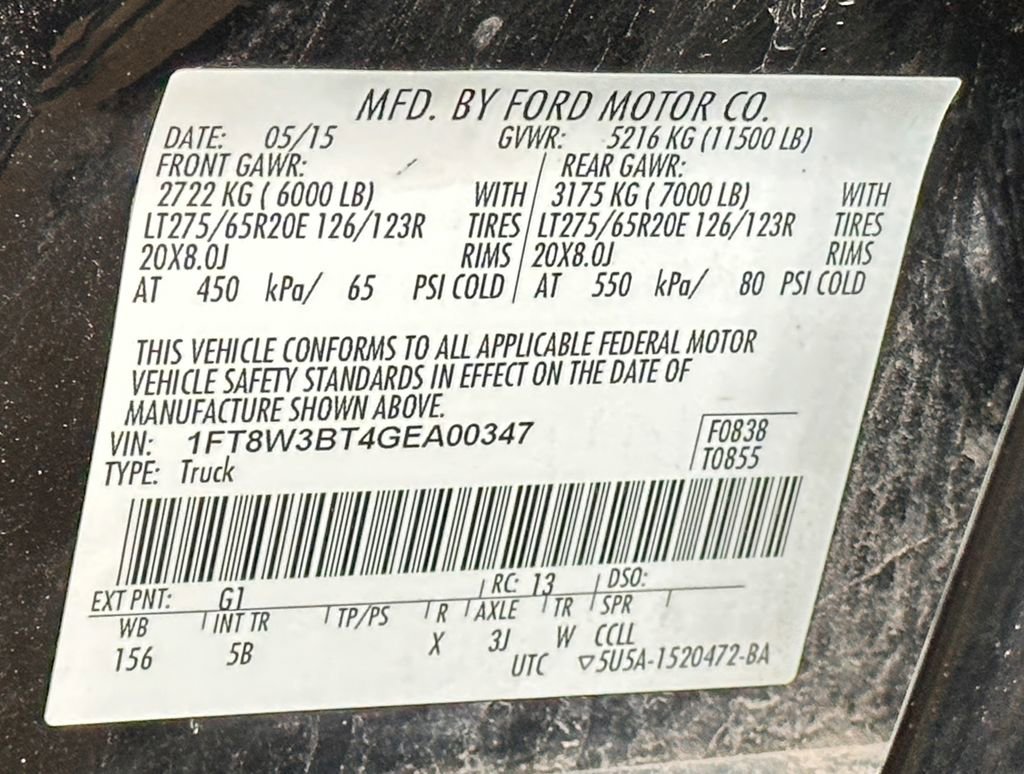 MFD. BY FORD MOTOR CO.
DATE: 05/15 GVWR: 5216 KG (11500 LB)
FRONT GAWR: REAR GAWR:
2722 KG ( 6000 LB) WITH 3175 KG ( 7000 LB) WITH
LT275/65R20E 126/123R TIRES LT275/65R20E 126/123R TIRES
20X8.0J RIMS 20X8.0J RIMS
AT 450 kPa/ 65 PSI COLD AT 550 kPa/ 80 PSI COLD
THIS VEHICLE CONFORMS TO ALL APPLICABLE FEDERAL MOTOR
VEHICLE SAFETY STANDARDS IN EFFECT ON THE DATE OF
MANUFACTURE SHOWN ABOVE.
VIN: 1FT8W3BT4GEA00347 F0838
TYPE: Truck T0855
EXT PNT: G1 RC: 13 DSO:
WB INT TR TP/PS R AXLE TR SPR
156 5B X 3J W CCLL
UTC ▽5U5A-1520472-BA